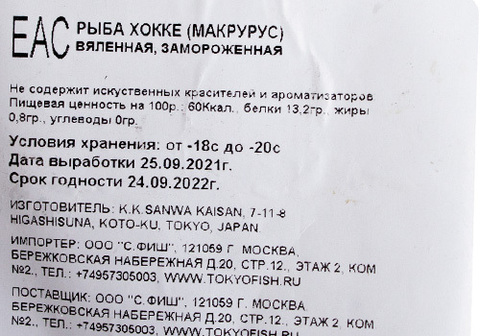 EAC РЫБА ХОККЕ (МАКРУРУС)
ВЯЛЕННАЯ, ЗАМОРОЖЕННАЯ
Не содержит искуственных красителей и ароматизаторов
Пищевая ценность на 100гр.: 60Ккал., белки 13,2гр., жиры
0,8гр., углеводы 0гр.
Условия хранения: от -18с до -20с
Дата выработки 25.09.2021г.
Срок годности 24.09.2022г.
ИЗГОТОВИТЕЛЬ: K.K.SANWA KAISAN, 7-11-8
HIGASHISUNA, KOTO-KU, TOKYO, JAPAN
ИМПОРТЕР: ООО "С.ФИШ", 121059 Г МОСКВА,
БЕРЕЖКОВСКАЯ НАБЕРЕЖНАЯ Д.20, СТР.12., ЭТАЖ 2, КОМ
№2., ТЕЛ.: +74957305003, WWW.TOKYOFISH.RU
ПОСТАВЩИК: ООО "С.ФИШ", 121059 Г. МОСКВА
БЕРЕЖКОВСКАЯ НАБЕРЕЖНАЯ Д.20, СТР.12., ЭТАЖ 2, КОМ
№2., ТЕЛ.: +74957305003, WWW.TOKYOFISH.RU